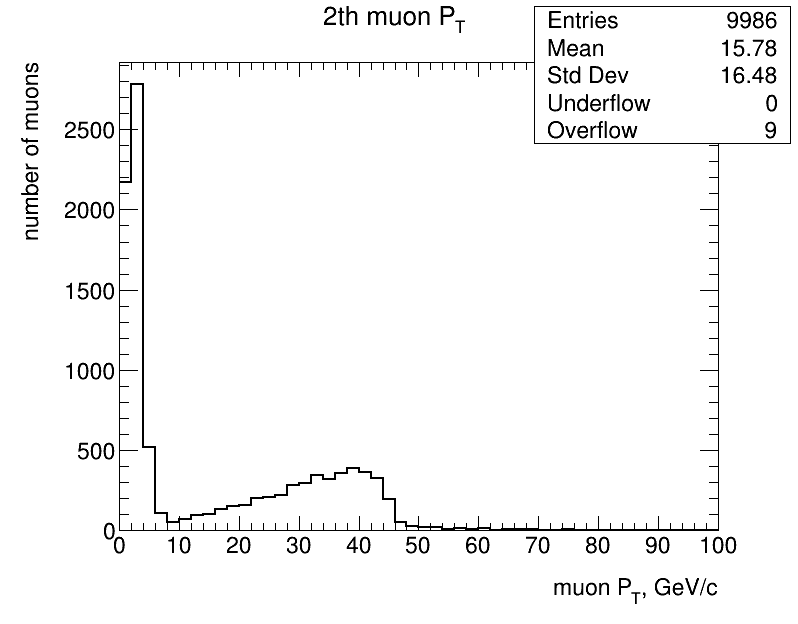 2th muon P_T
Entries 9986
Mean 15.78
Std Dev 16.48
Underflow 0
Overflow 9
number of muons
2500
2000
1500
1000
500
0
0 10 20 30 40 50 60 70 80 90 100
muon P_T, GeV/c